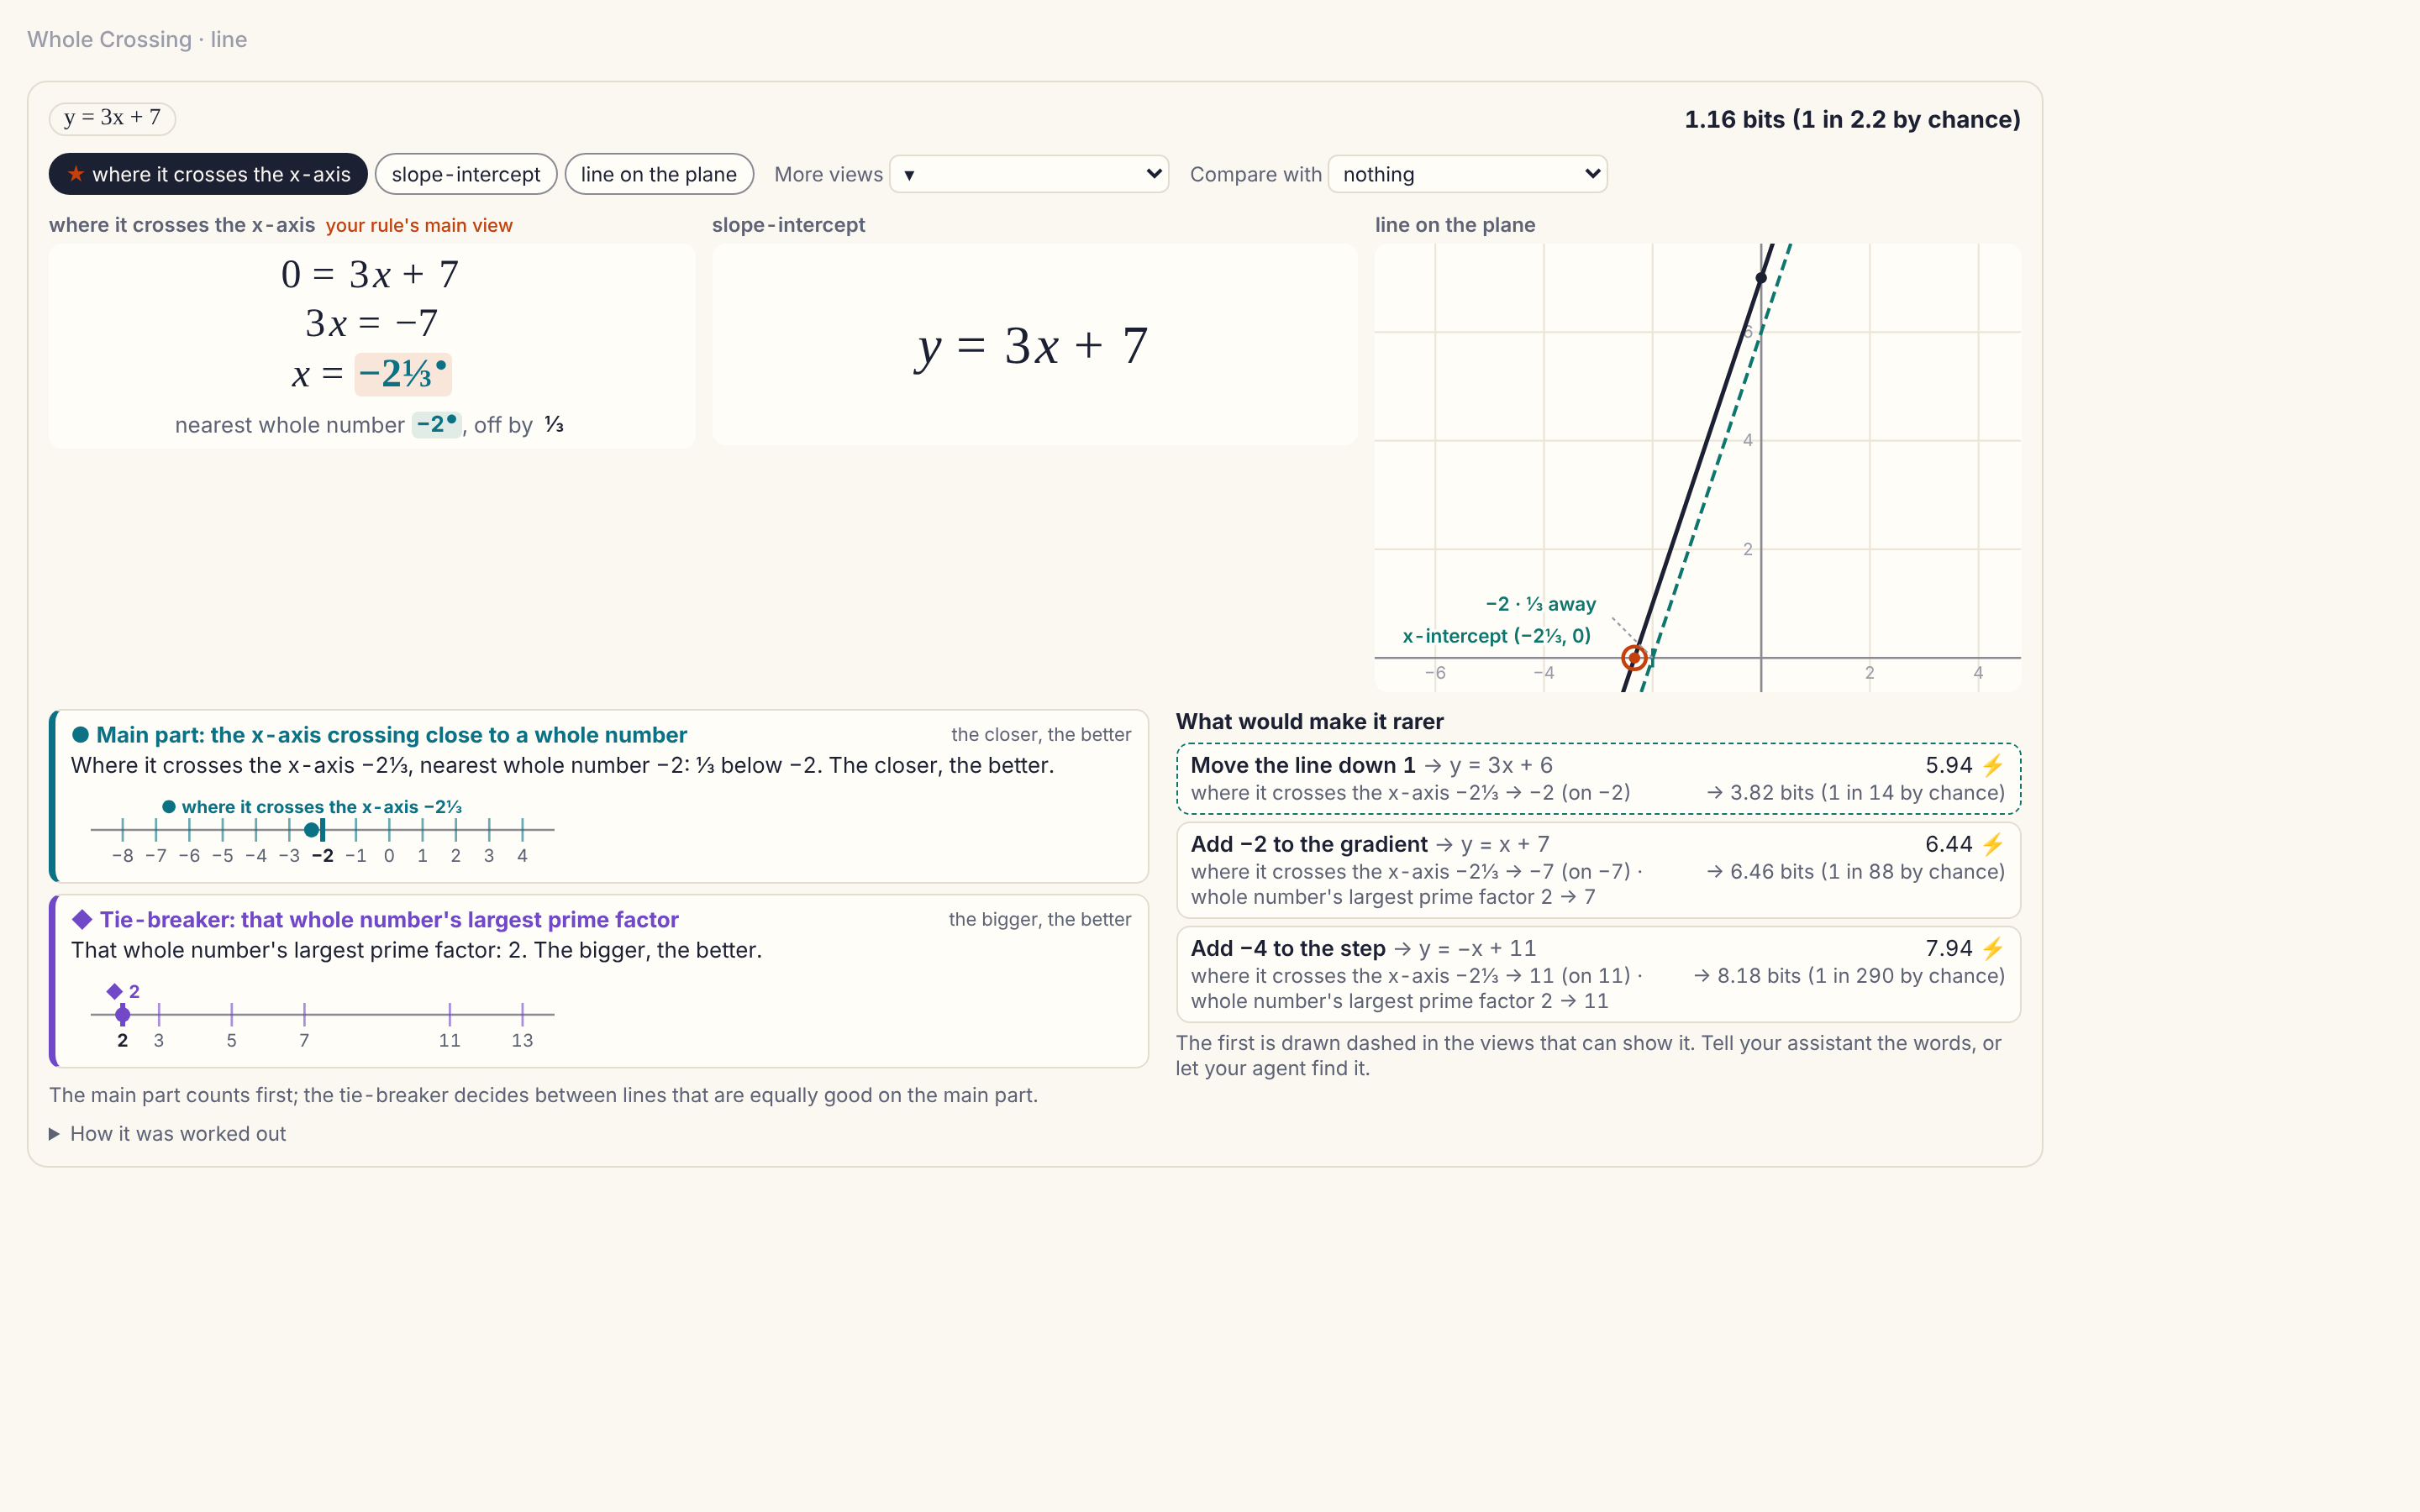 Whole Crossing · line
y = 3x + 7
1.16 bits (1 in 2.2 by chance)
★ where it crosses the x-axis
slope-intercept
line on the plane
More views ▾
Compare with nothing
where it crosses the x-axis your rule's main view
0 = 3x + 7
3x = −7
x = −2⅓
nearest whole number −2, off by ⅓
slope-intercept
y = 3x + 7
line on the plane
6
4
2
−2 · ⅓ away
x-intercept (−2⅓, 0)
−6 −4 2 4
Main part: the x-axis crossing close to a whole number
the closer, the better
Where it crosses the x-axis −2⅓, nearest whole number −2: ⅓ below −2. The closer, the better.
where it crosses the x-axis −2⅓
−8 −7 −6 −5 −4 −3 −2 −1 0 1 2 3 4
Tie-breaker: that whole number's largest prime factor
the bigger, the better
That whole number's largest prime factor: 2. The bigger, the better.
2
2 3 5 7 11 13
The main part counts first; the tie-breaker decides between lines that are equally good on the main part.
▶ How it was worked out
What would make it rarer
Move the line down 1 → y = 3x + 6 5.94 ⚡
where it crosses the x-axis −2⅓ → −2 (on −2) → 3.82 bits (1 in 14 by chance)
Add −2 to the gradient → y = x + 7 6.44 ⚡
where it crosses the x-axis −2⅓ → −7 (on −7) · → 6.46 bits (1 in 88 by chance)
whole number's largest prime factor 2 → 7
Add −4 to the step → y = −x + 11 7.94 ⚡
where it crosses the x-axis −2⅓ → 11 (on 11) · → 8.18 bits (1 in 290 by chance)
whole number's largest prime factor 2 → 11
The first is drawn dashed in the views that can show it. Tell your assistant the words, or
let your agent find it.